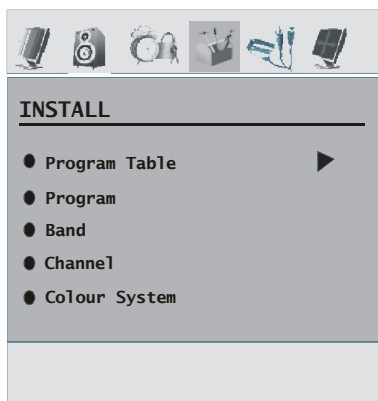 INSTALL
Program Table
Program
Band
Channel
Colour System